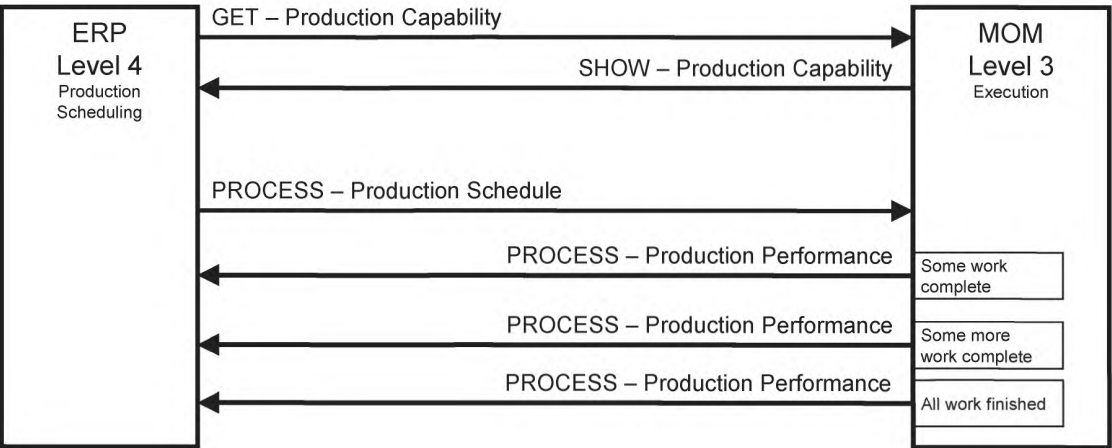 ERP
Level 4
Production
Scheduling
GET – Production Capability
MOM
Level 3
Execution
SHOW – Production Capability
PROCESS – Production Schedule
PROCESS – Production Performance
Some work
complete
PROCESS – Production Performance
Some more
work complete
PROCESS – Production Performance
All work finished